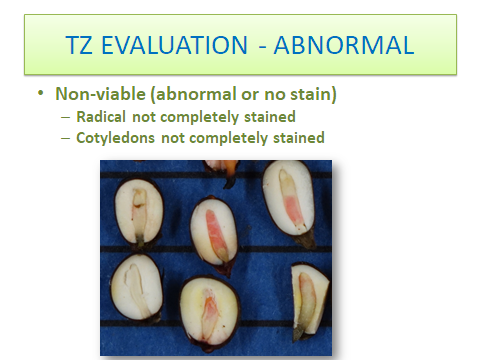 TZ EVALUATION - ABNORMAL
• Non-viable (abnormal or no stain)
– Radical not completely stained
– Cotyledons not completely stained